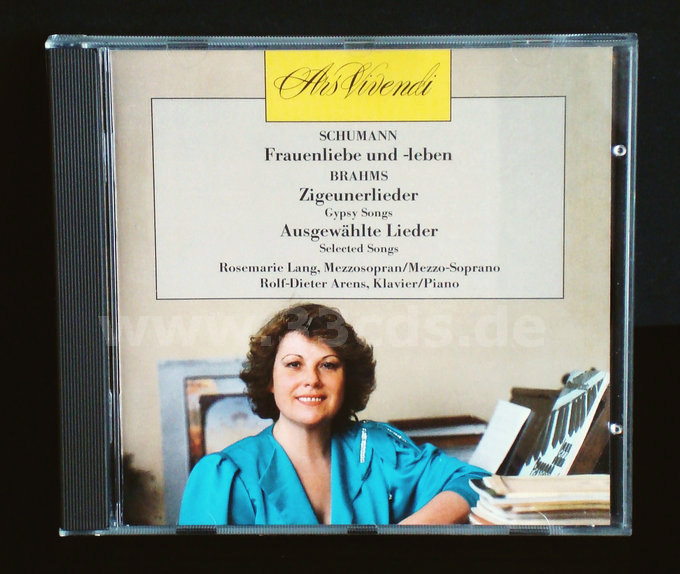 Ars Vivendi
SCHUMANN
Frauenliebe und -leben
BRAHMS
Zigeunerlieder
Gypsy Songs
Ausgewählte Lieder
Selected Songs
Rosemarie Lang, Mezzosopran/Mezzo-Soprano
Rolf-Dieter Arens, Klavier/Piano
www.33cds.de